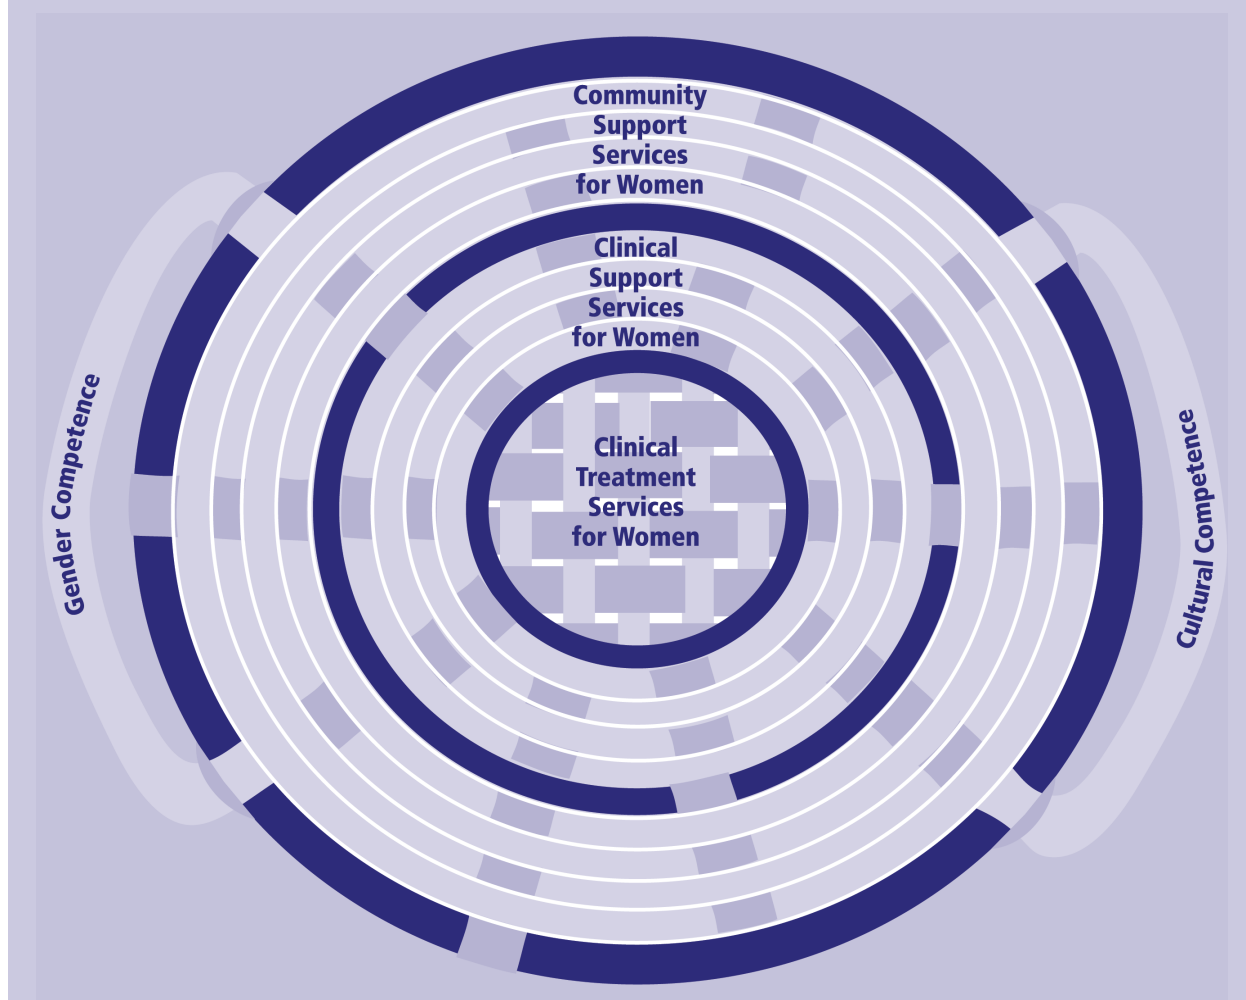 Community
Support
Services
for Women
Clinical
Support
Services
for Women
Clinical
Treatment
Services
for Women
Gender Competence
Cultural Competence